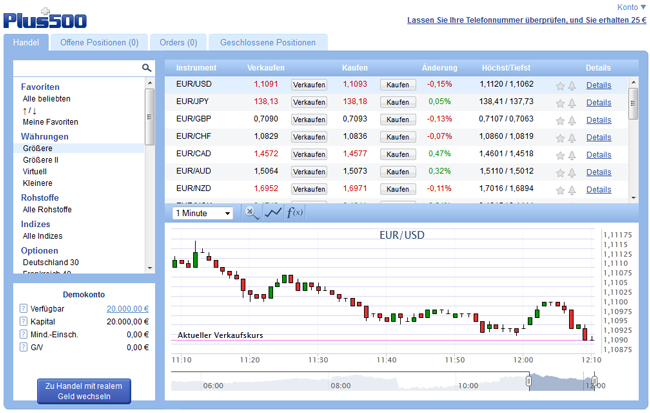 Plus500
Konto
Lassen Sie Ihre Telefonnummer überprüfen, und Sie erhalten 25 €
Handel Offene Positionen (0) Orders (0) Geschlossene Positionen
Favoriten
Alle beliebten
↑ / ↓
Meine Favoriten
Währungen
Größere
Größere II
Virtuell
Kleinere
Rohstoffe
Alle Rohstoffe
Indizes
Alle Indizes
Optionen
Deutschland 30
Frankreich 40
Instrument Verkaufen Kaufen Änderung Höchst/Tiefst Details
EUR/USD 1,1091 Verkaufen 1,1093 Kaufen -0,15% 1,1120 / 1,1062 Details
EUR/JPY 138,13 Verkaufen 138,18 Kaufen 0,05% 138,41 / 137,73 Details
EUR/GBP 0,7090 Verkaufen 0,7093 Kaufen -0,13% 0,7107 / 0,7063 Details
EUR/CHF 1,0829 Verkaufen 1,0836 Kaufen -0,07% 1,0860 / 1,0819 Details
EUR/CAD 1,4572 Verkaufen 1,4577 Kaufen 0,47% 1,4601 / 1,4518 Details
EUR/AUD 1,5064 Verkaufen 1,5073 Kaufen 0,32% 1,5110 / 1,5012 Details
EUR/NZD 1,6952 Verkaufen 1,6971 Kaufen -0,11% 1,7016 / 1,6894 Details
1 Minute f(x)
EUR/USD
1,11175
1,1115
1,11125
1,1110
1,11075
1,1105
1,11025
1,1100
1,10975
1,1095
1,10925
1,1090
1,10875
Aktueller Verkaufskurs
11:10 11:20 11:30 11:40 11:50 12:00 12:10
06:00 08:00 10:00 12:00
Demokonto
? Verfügbar 20.000,00 €
? Kapital 20.000,00 €
? Mind.-Einsch. 0,00 €
? G/V 0,00 €
Zu Handel mit realem
Geld wechseln